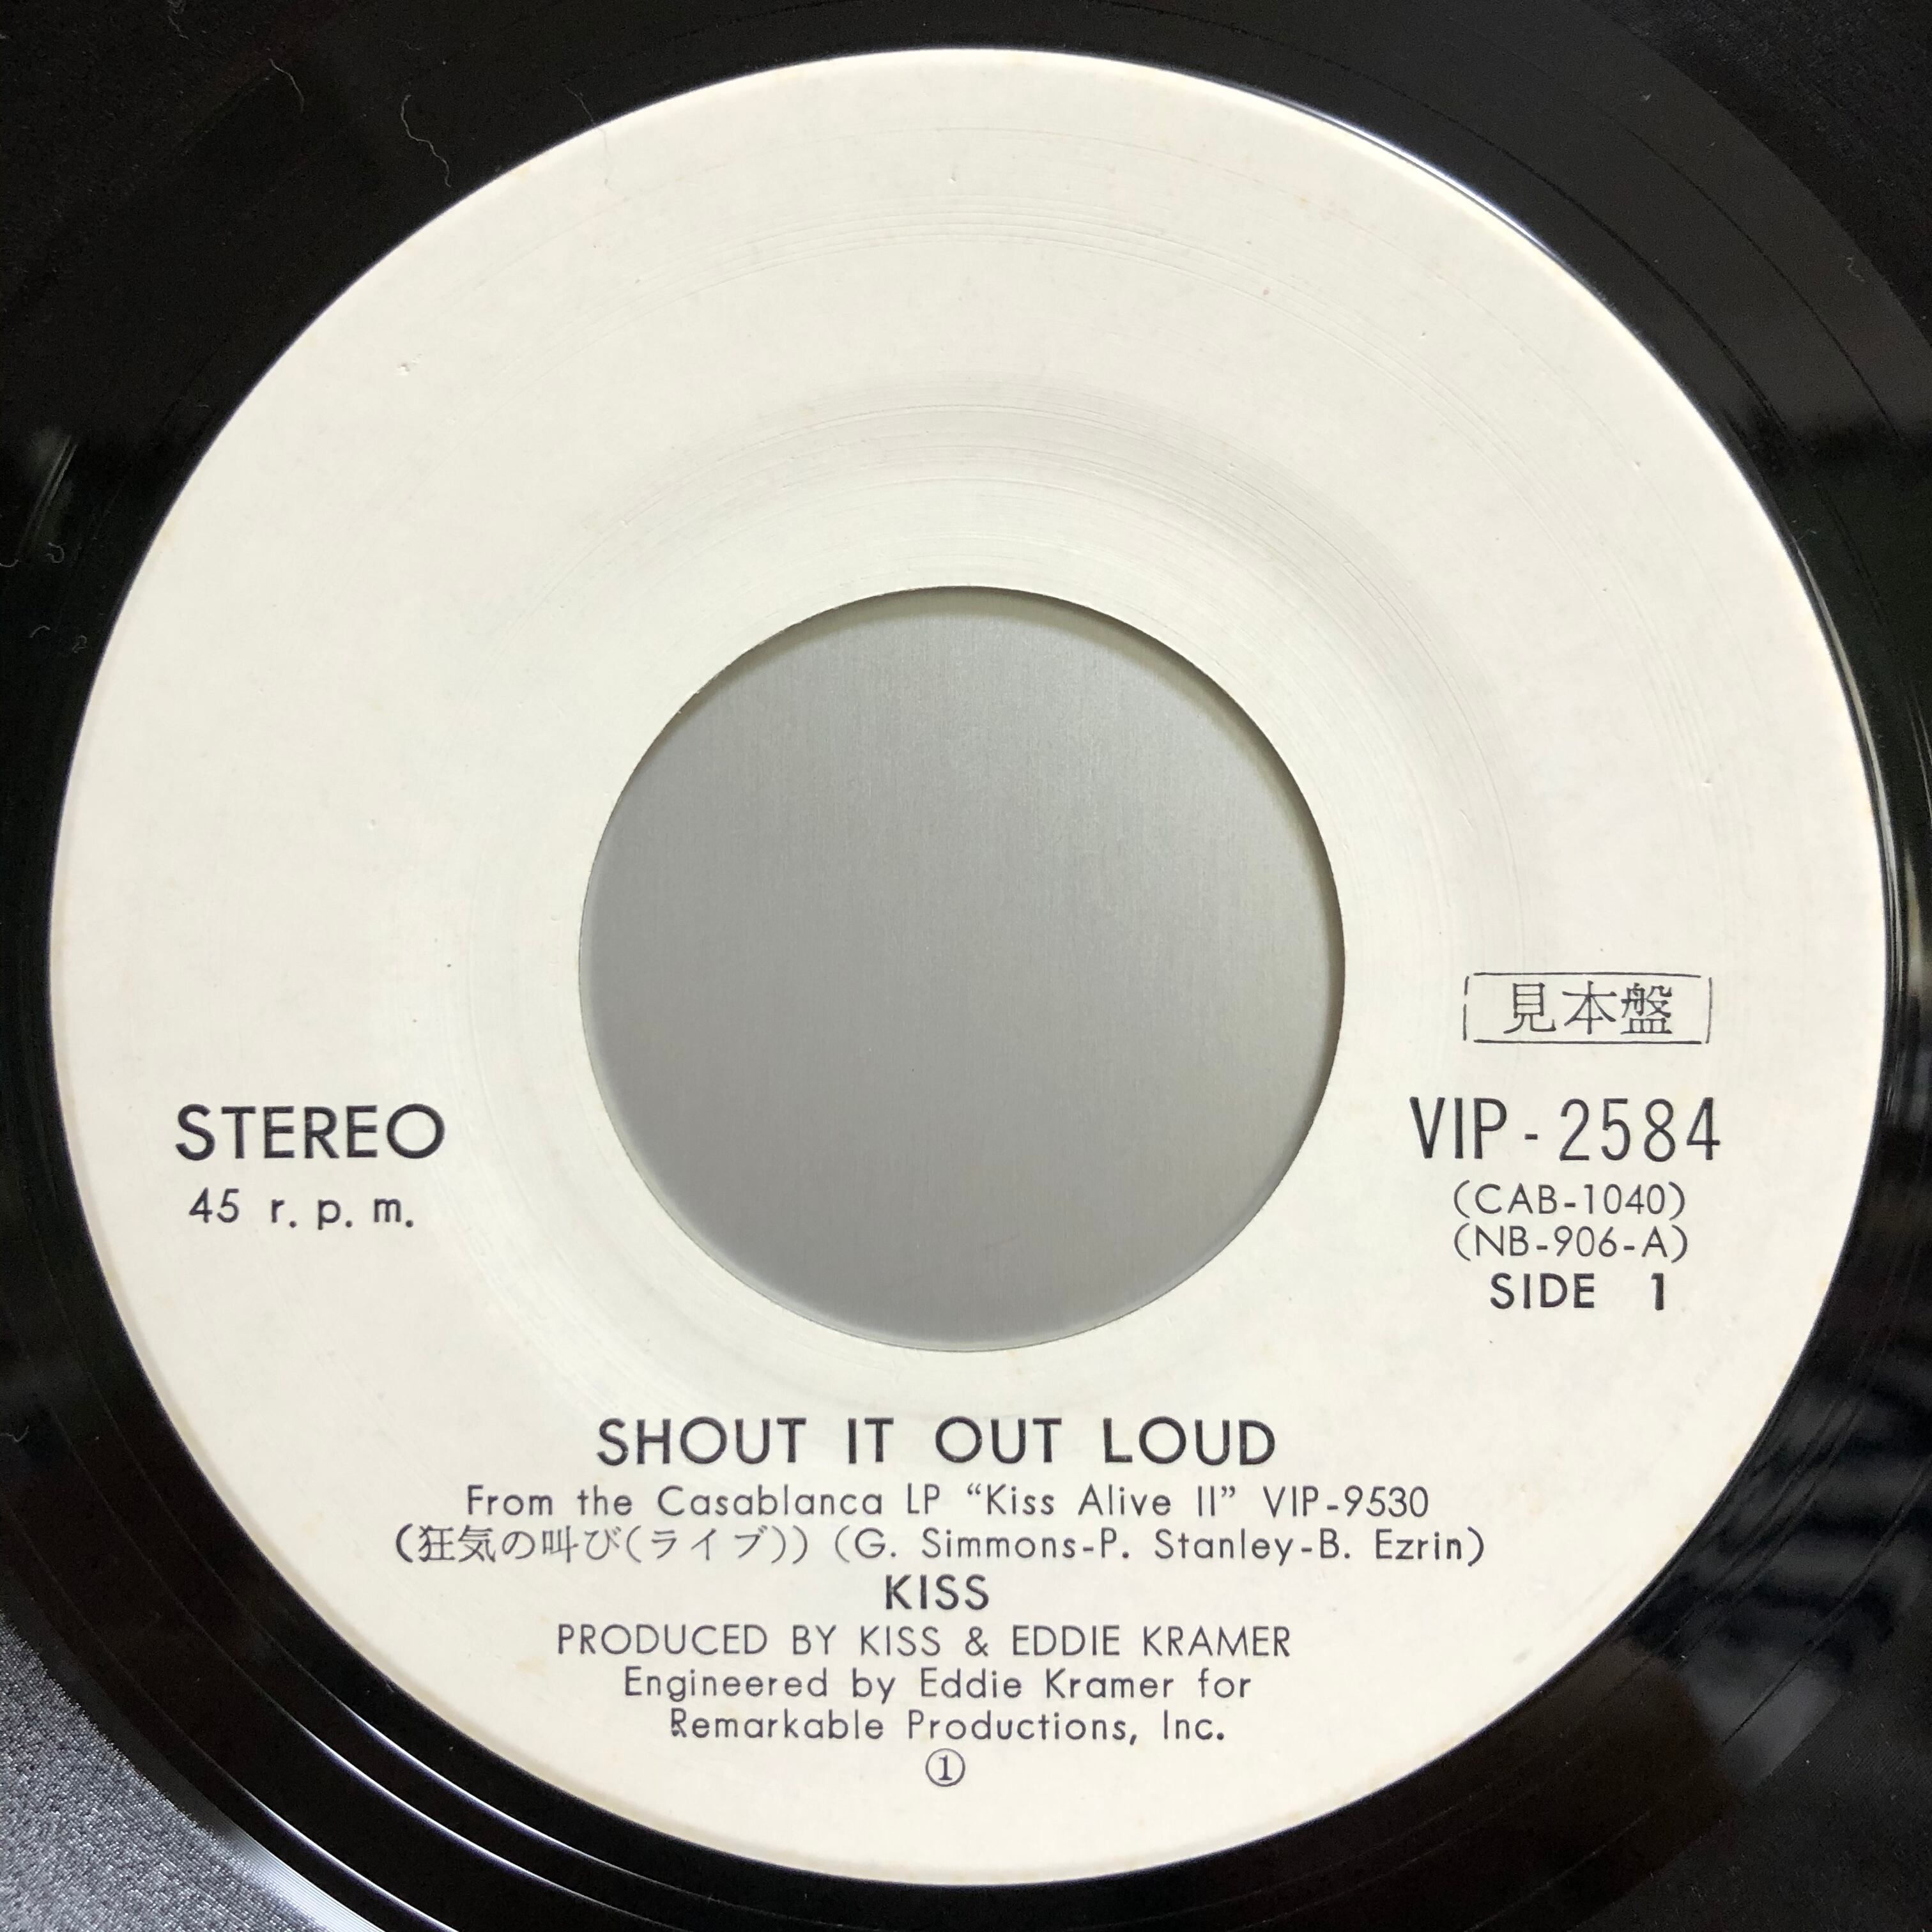 見本盤
STEREO
45 r. p. m.
VIP-2584
(CAB-1040)
(NB-906-A)
SIDE 1
SHOUT IT OUT LOUD
From the Casablanca LP “Kiss Alive II” VIP-9530
(狂気の叫び(ライブ)) (G. Simmons-P. Stanley-B. Ezrin)
KISS
PRODUCED BY KISS & EDDIE KRAMER
Engineered by Eddie Kramer for
Remarkable Productions, Inc.
①